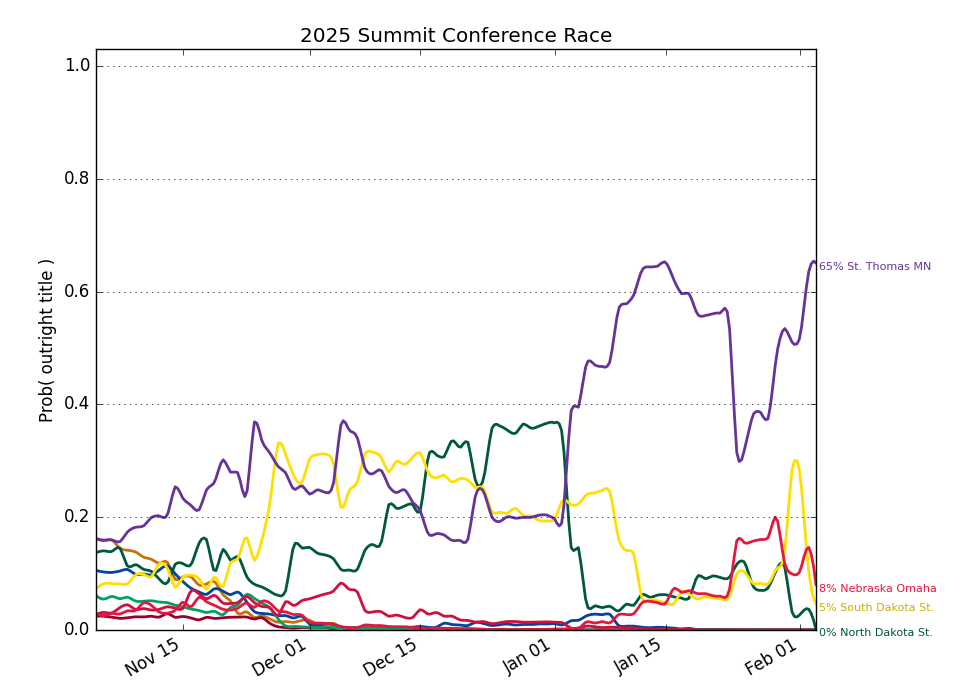 2025 Summit Conference Race
Prob( outright title )
1.0
0.8
0.6
0.4
0.2
0.0
65% St. Thomas MN
8% Nebraska Omaha
5% South Dakota St.
0% North Dakota St.
Nov 15
Dec 01
Dec 15
Jan 01
Jan 15
Feb 01